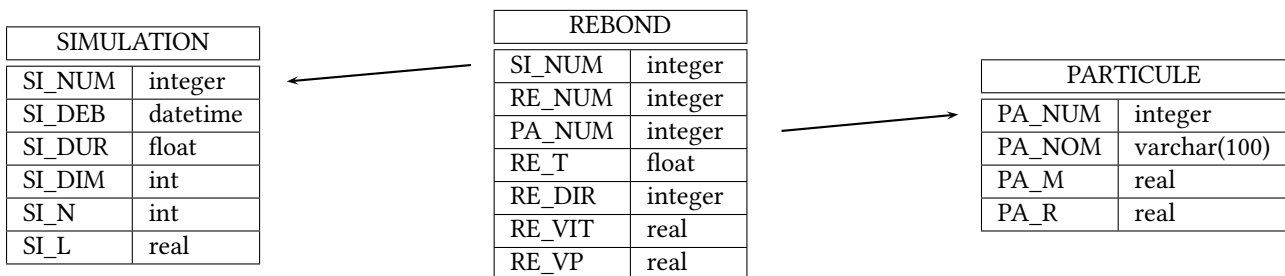 SIMULATION
SI_NUM integer
SI_DEB datetime
SI_DUR float
SI_DIM int
SI_N int
SI_L real
REBOND
SI_NUM integer
RE_NUM integer
PA_NUM integer
RE_T float
RE_DIR integer
RE_VIT real
RE_VP real
PARTICULE
PA_NUM integer
PA_NOM varchar(100)
PA_M real
PA_R real